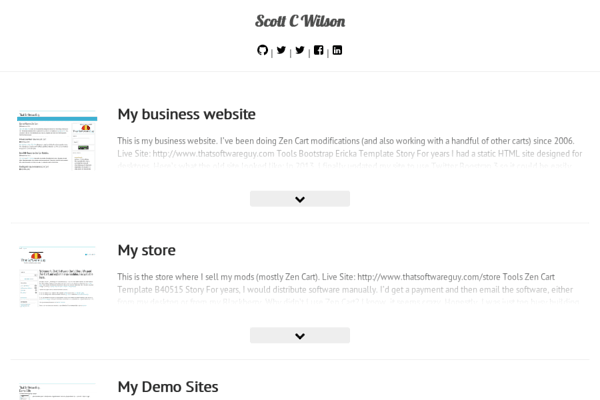 Scott C Wilson
| | | |
My business website
This is my business website. I've been doing Zen Cart modifications (and also working with a handful of other carts) since 2006.
Live Site: http://www.thatsoftwareguy.com Tools Bootstrap Ericka Template Story For years I had a static HTML site designed for
My store
This is the store where I sell my mods (mostly Zen Cart). Live Site: http://www.thatsoftwareguy.com/store Tools Zen Cart
Template B40515 Story For years, I would distribute software manually. I'd get a payment and then email the software, either
My Demo Sites